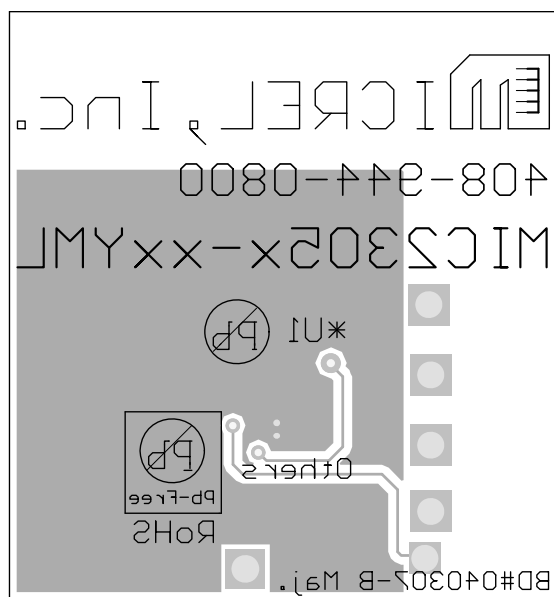 MICREL, Inc.
408-944-0800
MIC2305x-xxYML
Pb
*U1
Others
Pb
Pb-Free
RoHS
BD#040307-B Maj.